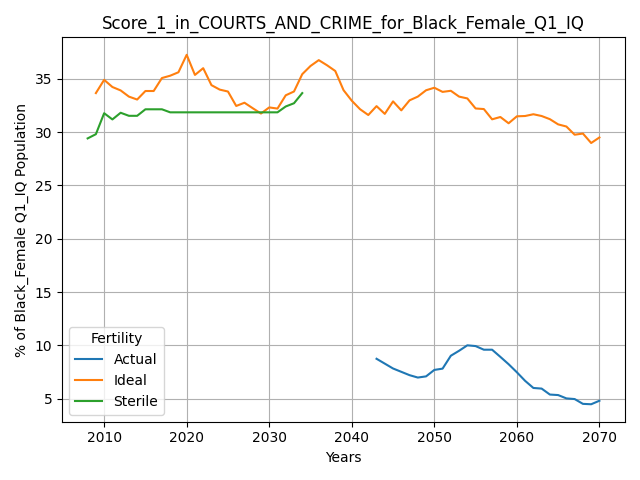 Score_1_in_COURTS_AND_CRIME_for_Black_Female_Q1_IQ
% of Black_Female Q1_IQ Population
35
30
25
20
15
10
5
Fertility
Actual
Ideal
Sterile
2010 2020 2030 2040 2050 2060 2070
Years